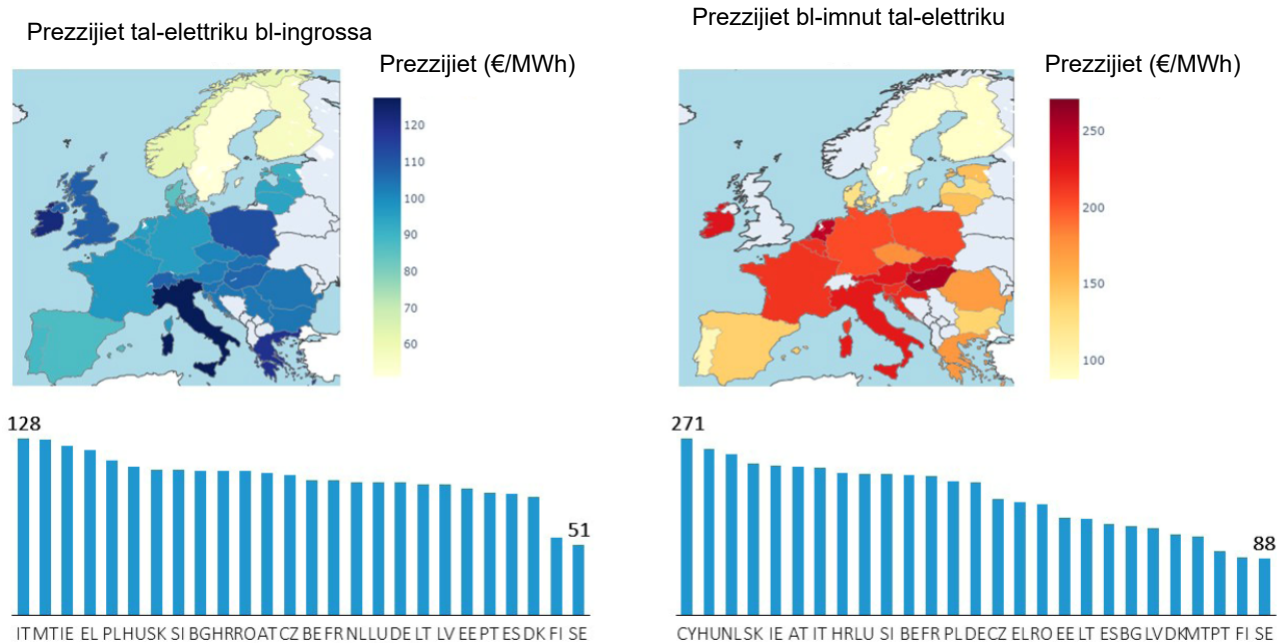 Prezzijiet tal-elettriku bl-ingrossa
Prezzijiet (€/MWh)
120
110
100
90
80
70
60
128
51
IT MT IE EL PL HU SK SI BG HR RO AT CZ BE FR NL LU DE LT LV EE PT ES DK FI SE
Prezzijiet bl-imnut tal-elettriku
Prezzijiet (€/MWh)
250
200
150
100
271
88
CY HU NL SK IE AT IT HR LU SI BE FR PL DE CZ EL RO EE LT ES BG LV DK MT PT FI SE